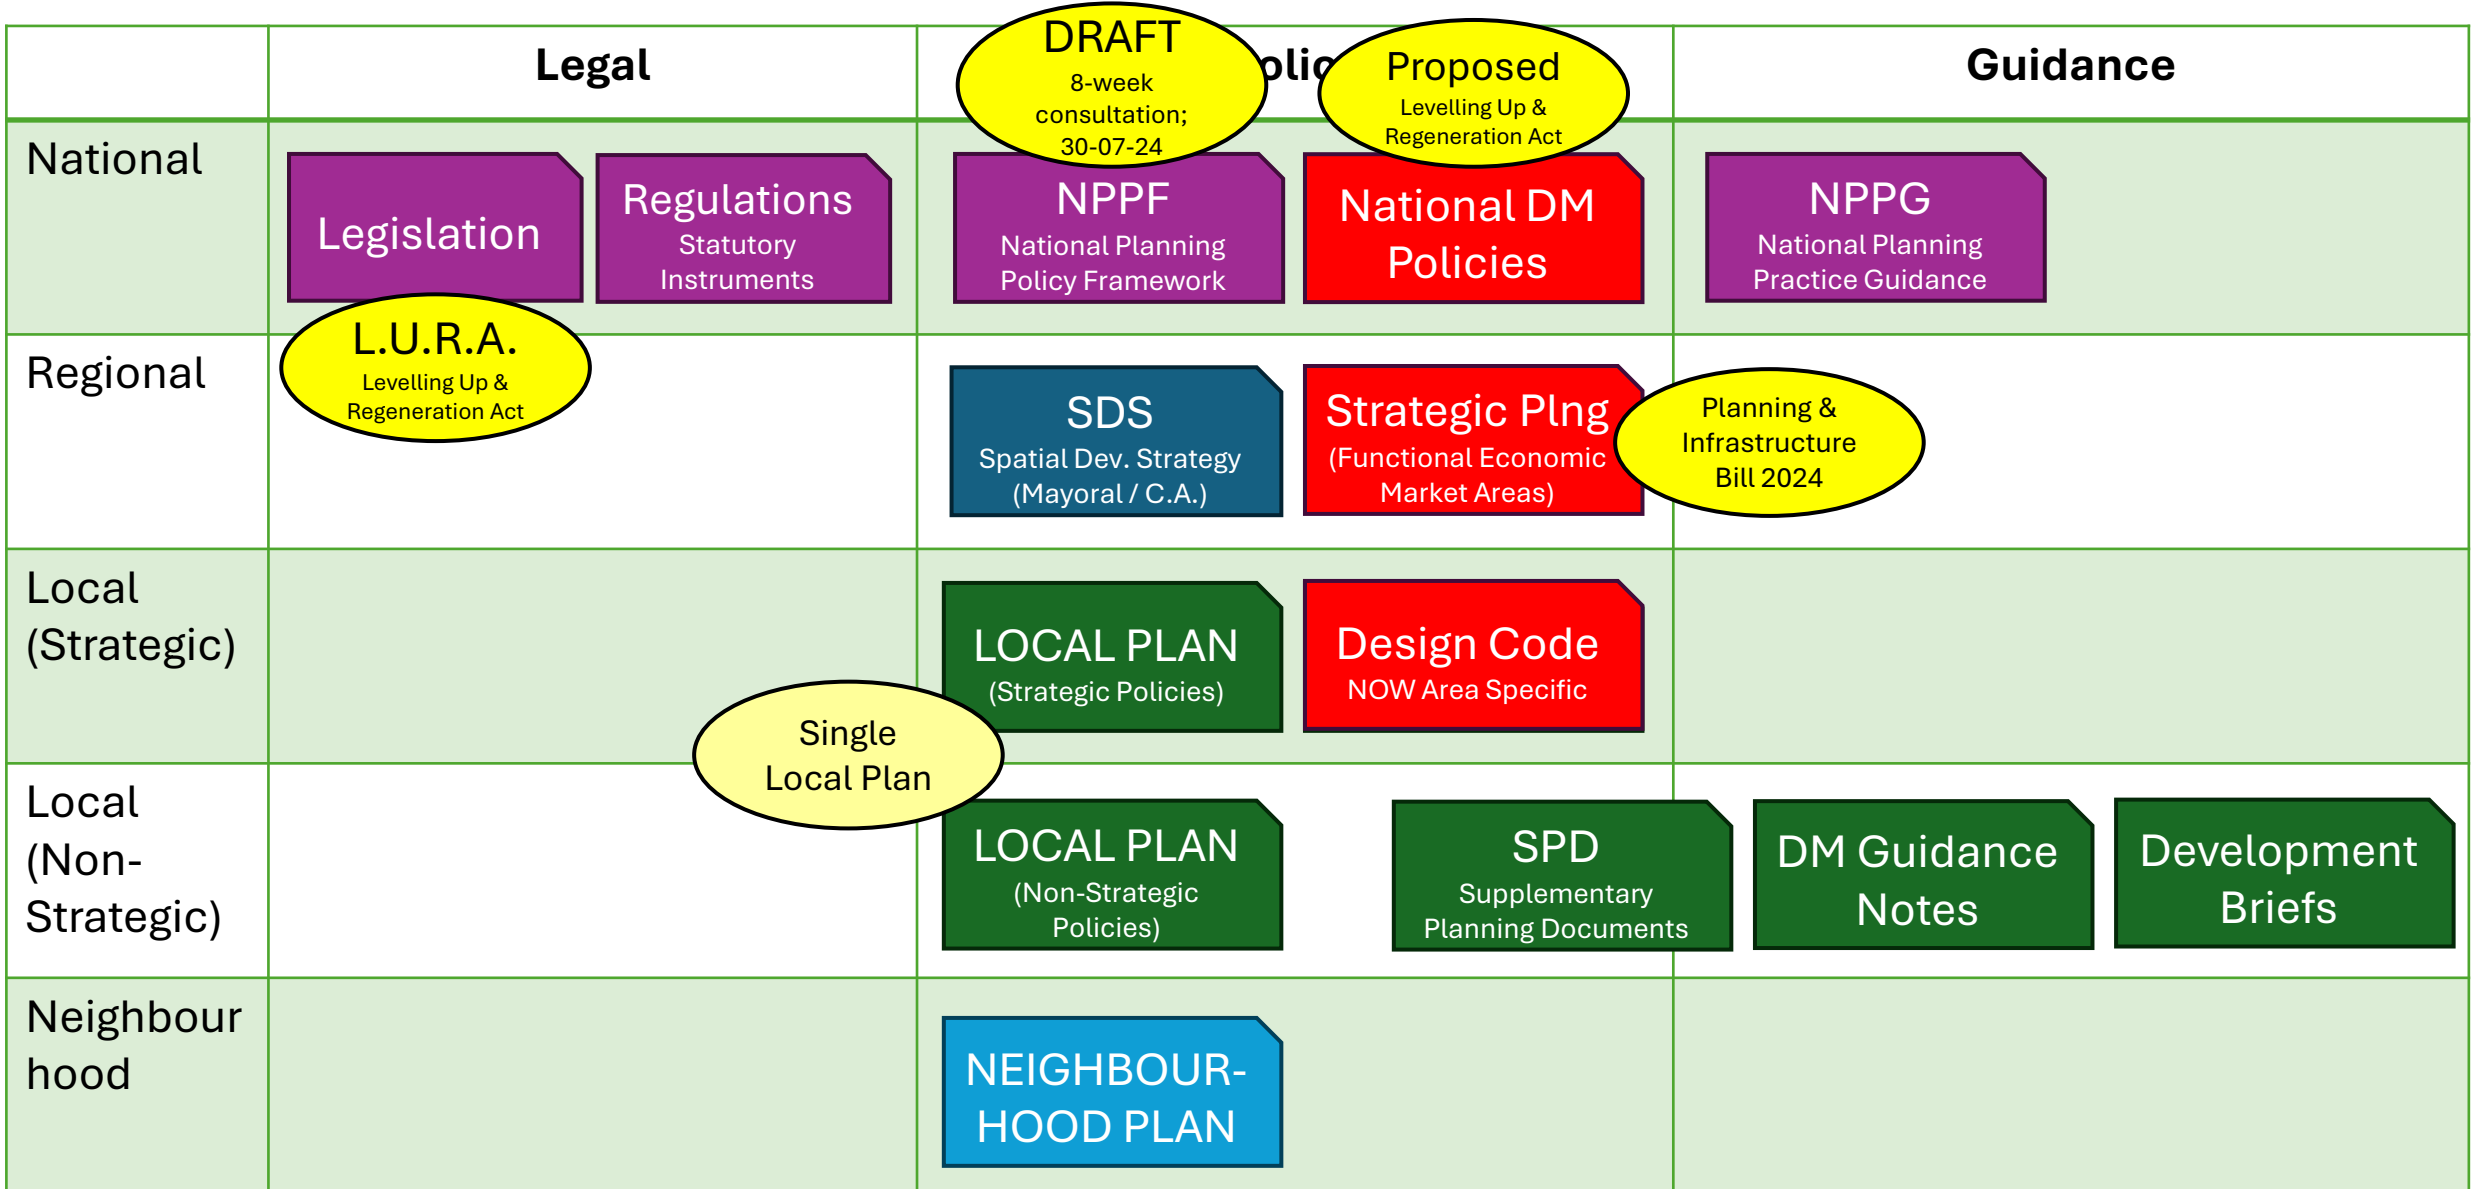 Legal
DRAFT
8-week
consultation;
30-07-24
olic
Proposed
Levelling Up &
Regeneration Act
Guidance
National
Legislation
Regulations
Statutory
Instruments
NPPF
National Planning
Policy Framework
National DM
Policies
NPPG
National Planning
Practice Guidance
Regional
L.U.R.A.
Levelling Up &
Regeneration Act
SDS
Spatial Dev. Strategy
(Mayoral / C.A.)
Strategic Plng
(Functional Economic
Market Areas)
Planning &
Infrastructure
Bill 2024
Local
(Strategic)
LOCAL PLAN
(Strategic Policies)
Design Code
NOW Area Specific
Single
Local Plan
Local
(Non-
Strategic)
LOCAL PLAN
(Non-Strategic
Policies)
SPD
Supplementary
Planning Documents
DM Guidance
Notes
Development
Briefs
Neighbour
hood
NEIGHBOUR-
HOOD PLAN